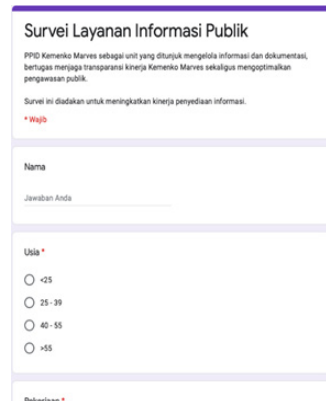 Survei Layanan Informasi Publik
PPID Kemenko Marves sebagai unit yang ditunjuk mengelola informasi dan dokumentasi,
bertugas menjaga transparansi kinerja Kemenko Marves sekaligus mengoptimalkan
pengawasan publik.
Survei ini diadakan untuk meningkatkan kinerja penyediaan informasi.
* Wajib
Nama
Jawaban Anda
Usia *
<25
25 - 39
40 - 55
>55
Pekerjaan *